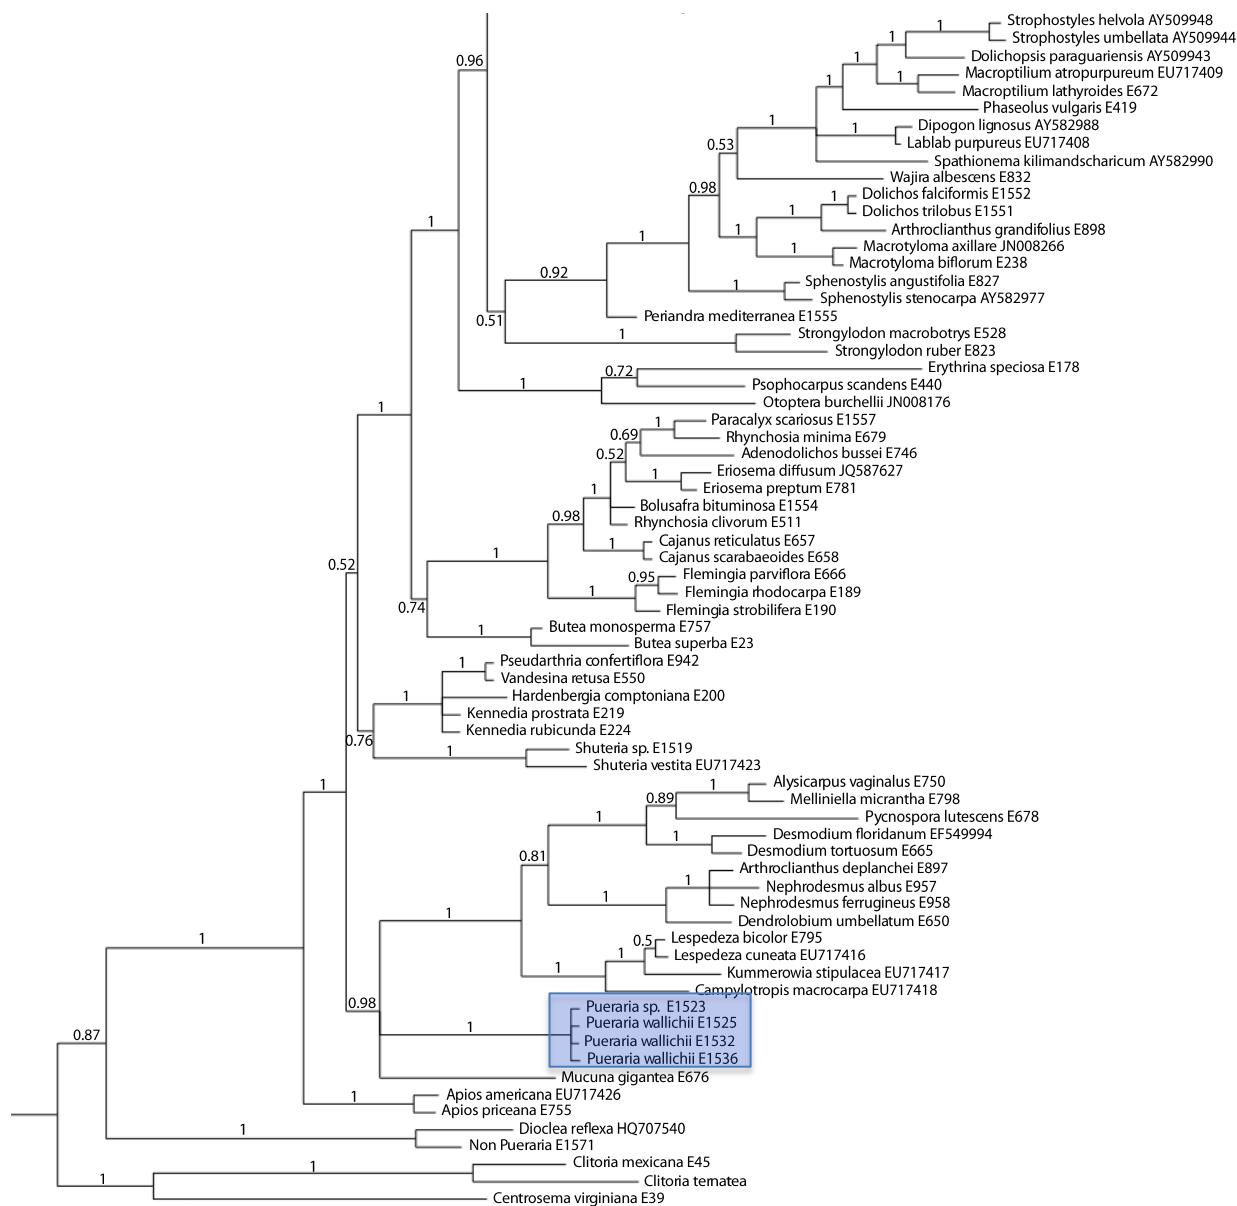 Strophostyles helvola AY509948
1
Strophostyles umbellata AY509944
1
Dolichopsis paraguariensis AY509943
1
0.96
Macroptilium atropurpureum EU717409
1
1
Macroptilium lathyroides E672
Phaseolus vulgaris E419
1
Dipogon lignosus AY582988
1
Lablab purpureus EU717408
0.53
Spathionema kilimandscharicum AY582990
Wajira albescens E832
0.98
Dolichos falciformis E1552
1
Dolichos trilobus E1551
1
1
Arthroclianthus grandifolius E898
1
1
Macrotyloma axillare JN008266
1
Macrotyloma biflorum E238
0.92
Sphenostylis angustifolia E827
1
Sphenostylis stenocarpa AY582977
Periandra mediterranea E1555
0.51
Strongylodon macrobotrys E528
1
Strongylodon ruber E823
Erythrina speciosa E178
0.72
1
Psophocarpus scandens E440
Otoptera burchellii JN008176
1
Paracalyx scariosus E1557
1
Rhynchosia minima E679
0.69
Adenodolichos bussei E746
0.52
Eriosema diffusum JQ587627
1
Eriosema preptum E781
1
Bolusafra bituminosa E1554
0.98
Rhynchosia clivorum E511
Cajanus reticulatus E657
1
1
Cajanus scarabaeoides E658
0.52
Flemingia parviflora E666
0.95
1
Flemingia rhodocarpa E189
0.74
Flemingia strobilifera E190
Butea monosperma E757
1
Butea superba E23
Pseudarthria confertiflora E942
1
Vandesina retusa E550
1
Hardenbergia comptoniana E200
Kennedia prostrata E219
Kennedia rubicunda E224
0.76
Shuteria sp. E1519
1
Shuteria vestita EU717423
1
Alysicarpus vaginalus E750
1
0.89
Melliniella micrantha E798
1
Pycnospora lutescens E678
Desmodium floridanum EF549994
1
Desmodium tortuosum E665
0.81
Arthroclianthus deplanchei E897
1
Nephrodesmus albus E957
1
Nephrodesmus ferrugineus E958
1
Dendrolobium umbellatum E650
1
Lespedeza bicolor E795
0.5
Lespedeza cuneata EU717416
1
1
Kummerowia stipulacea EU717417
Campylotropis macrocarpa EU717418
0.98
Pueraria sp. E1523
1
Pueraria wallichii E1525
0.87
Pueraria wallichii E1532
Pueraria wallichii E1536
Mucuna gigantea E676
Apios americana EU717426
1
Apios priceana E755
Dioclea reflexa HQ707540
1
Non Pueraria E1571
Clitoria mexicana E45
1
1
Clitoria ternatea
Centrosema virginiana E39